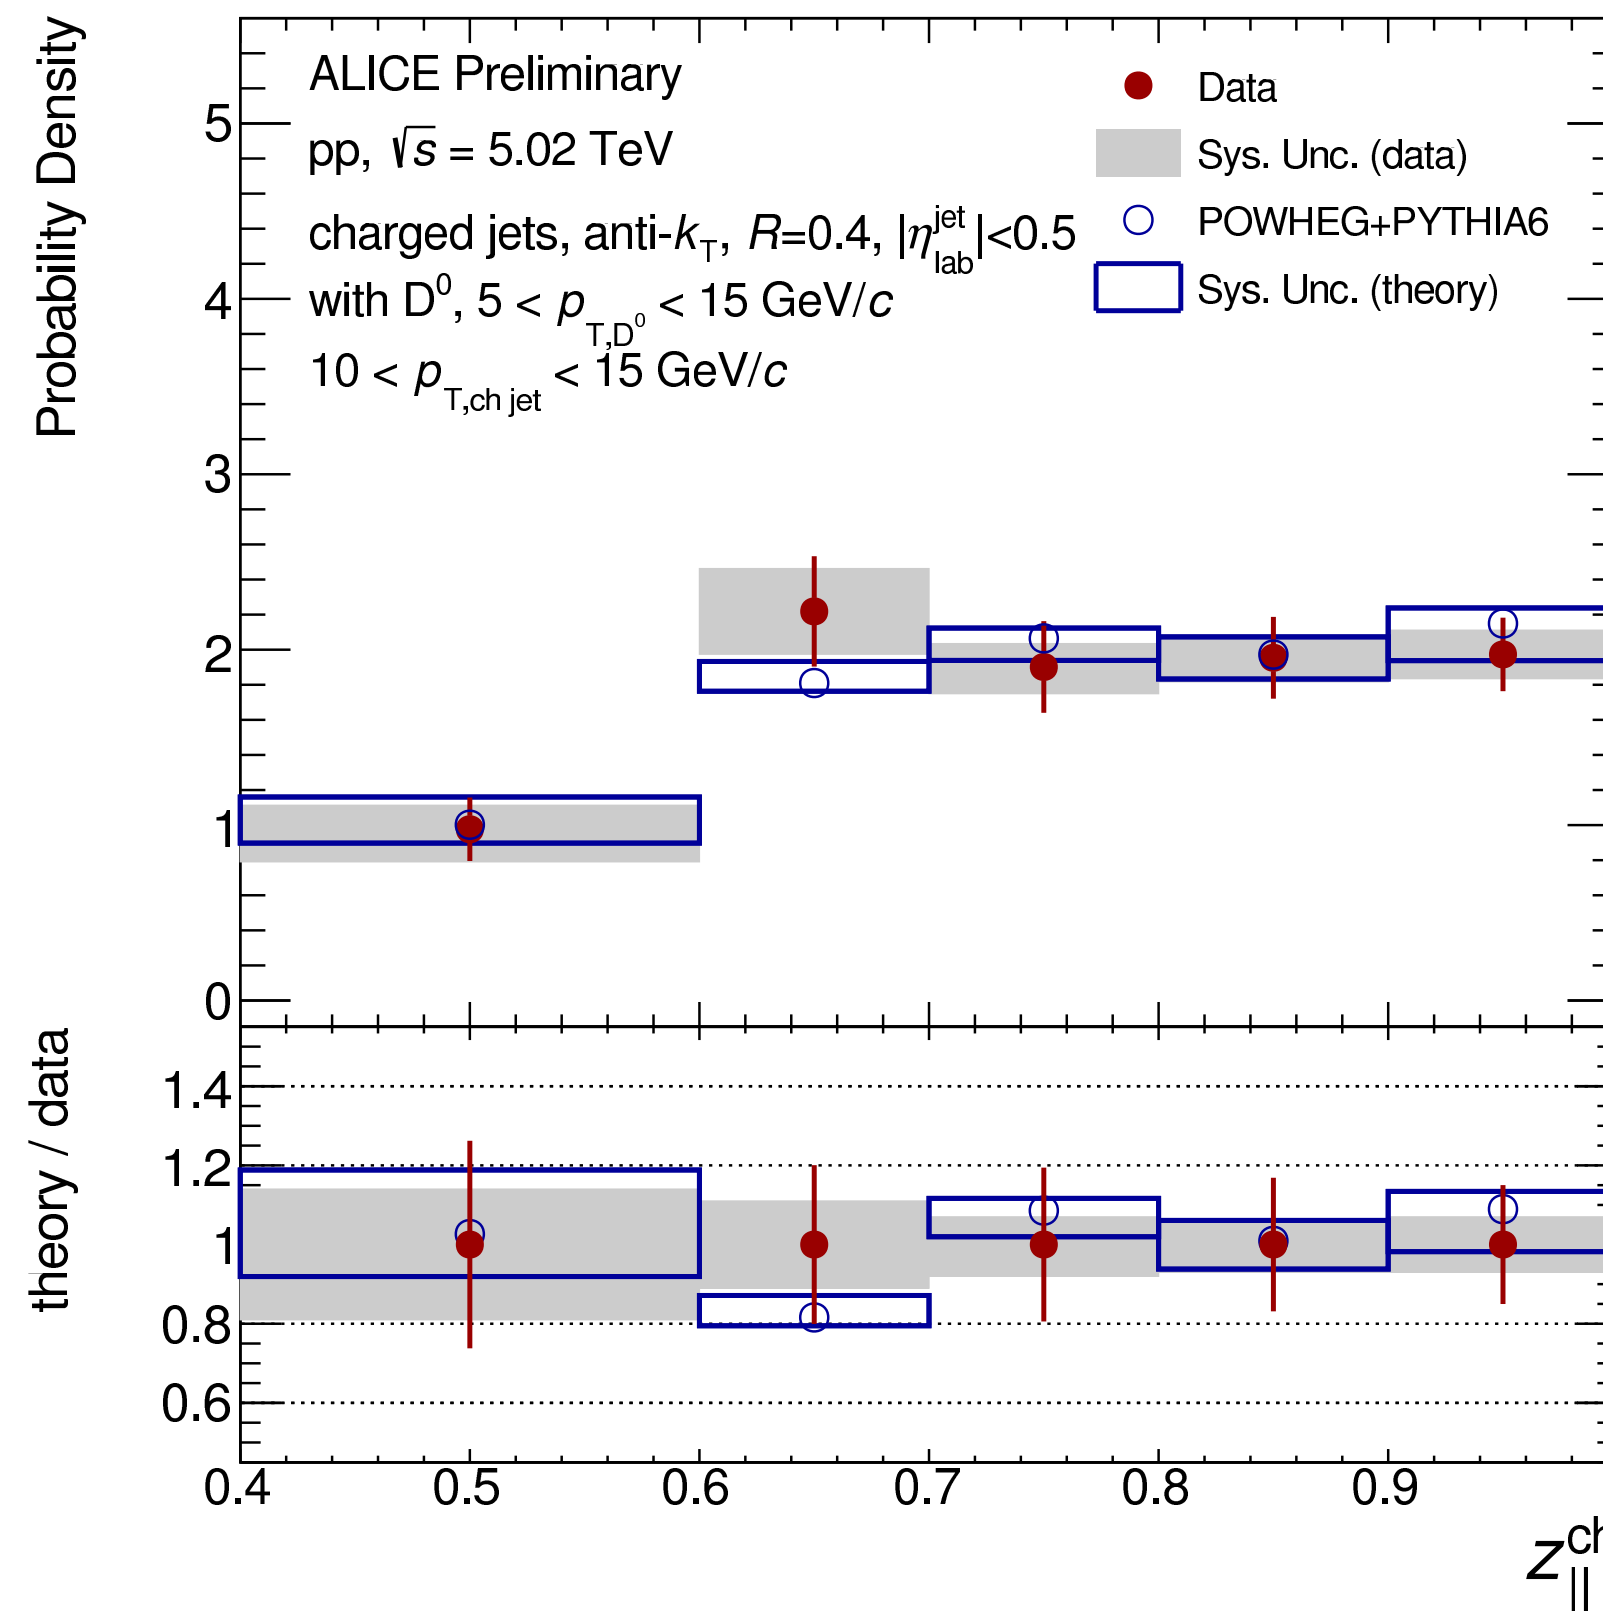 Probability Density
ALICE Preliminary
pp, √s = 5.02 TeV
charged jets, anti-kT, R=0.4, |η jet lab|<0.5
with D0, 5 < pT,D0 < 15 GeV/c
10 < pT,ch jet < 15 GeV/c
Data
Sys. Unc. (data)
POWHEG+PYTHIA6
Sys. Unc. (theory)
5
4
3
2
1
0
theory / data
1.4
1.2
1
0.8
0.6
0.4 0.5 0.6 0.7 0.8 0.9
z|| ch